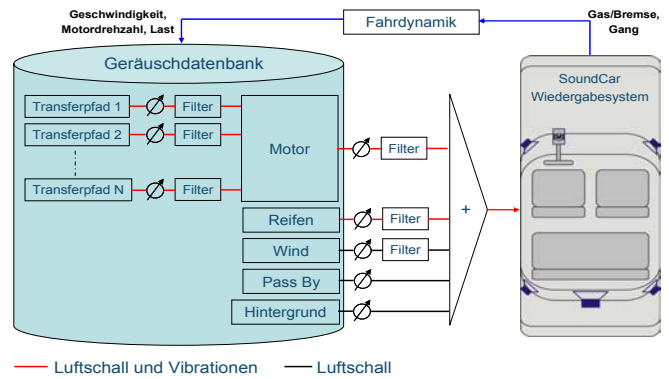 Geschwindigkeit,
Motordrehzahl, Last
Fahrdynamik
Gas/Bremse,
Gang
Geräuschdatenbank
SoundCar
Wiedergabesystem
Transferpfad 1
Filter
Transferpfad 2
Filter
Transferpfad N
Filter
Motor
Filter
Reifen
Filter
Wind
Filter
Pass By
Hintergrund
+
Luftschall und Vibrationen
Luftschall